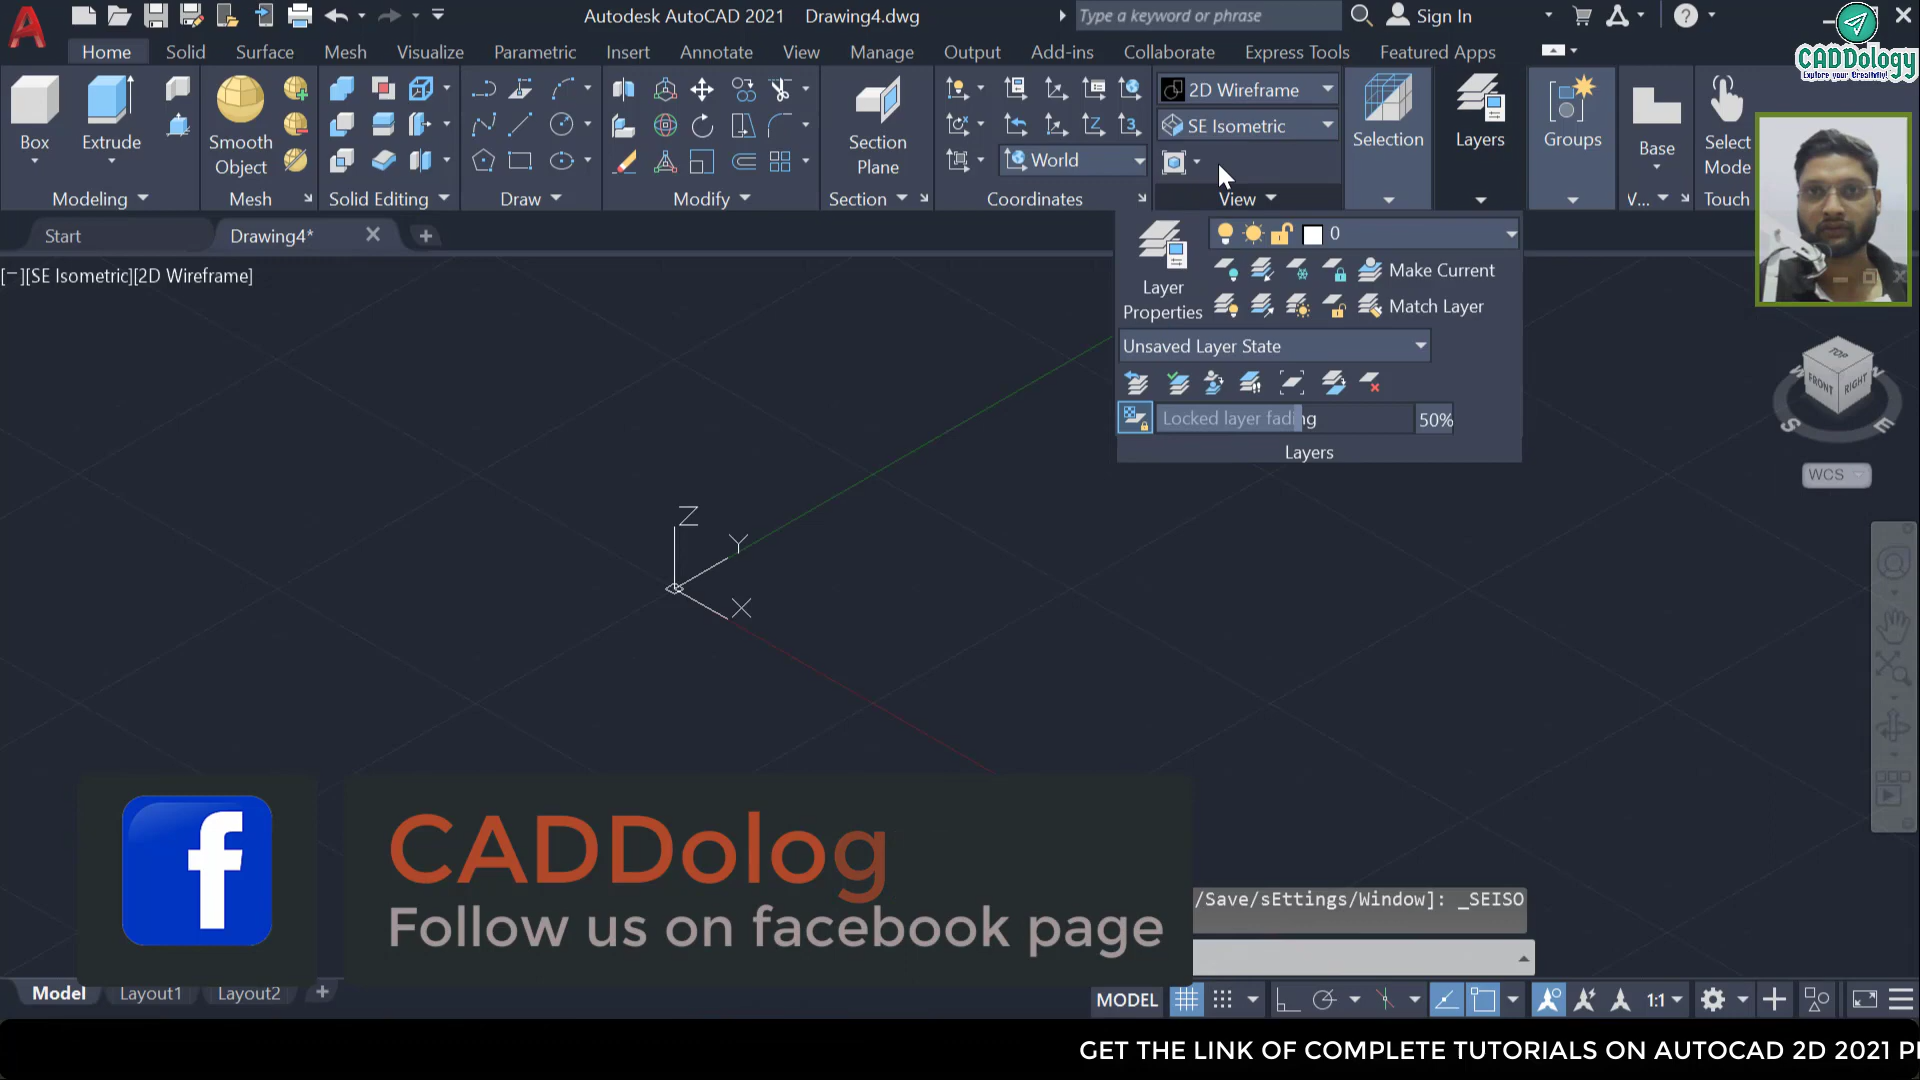 Autodesk AutoCAD 2021 Drawing4.dwg
Type a keyword or phrase
Sign In
CADDology
Explore your Creativity!
Home Solid Surface Mesh Visualize Parametric Insert Annotate View Manage Output Add-ins Collaborate Express Tools Featured Apps
Box
Extrude
Smooth Object
Section Plane
World
2D Wireframe
SE Isometric
Selection
Layers
Groups
Base
Select Mode
Modeling
Mesh
Solid Editing
Draw
Modify
Section
Coordinates
View
V...
Touch
Start
Drawing4*
[−][SE Isometric][2D Wireframe]
Layer Properties
0
Make Current
Match Layer
Unsaved Layer State
Locked layer fading
50%
Layers
TOP
FRONT
RIGHT
W
S
E
WCS
Z
Y
X
f
CADDolog
Follow us on facebook page
/Save/sEttings/Window]: _SEISO
Model
Layout1
Layout2
MODEL
1:1
GET THE LINK OF COMPLETE TUTORIALS ON AUTOCAD 2D 2021 P